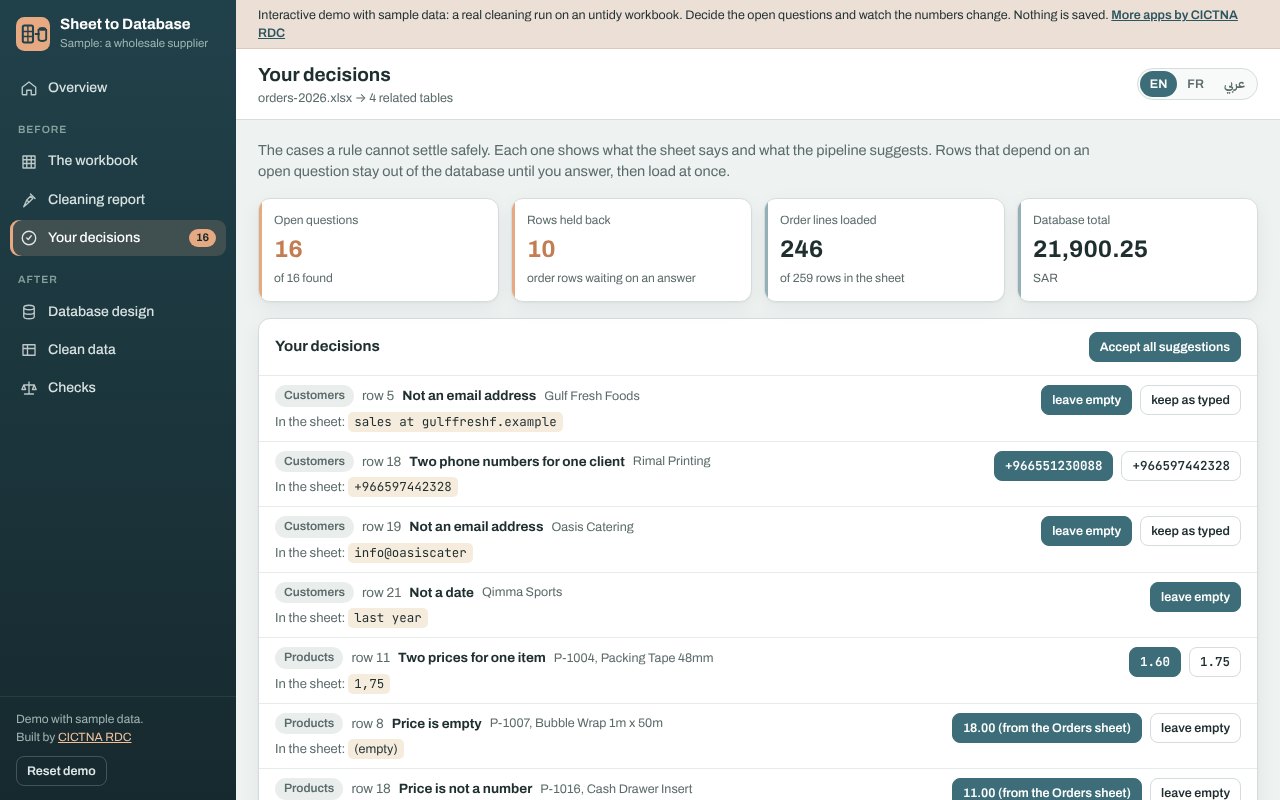 Sheet to Database
Sample: a wholesale supplier
Overview
BEFORE
The workbook
Cleaning report
Your decisions 16
AFTER
Database design
Clean data
Checks
Demo with sample data.
Built by CICTNA RDC
Reset demo
Interactive demo with sample data: a real cleaning run on an untidy workbook. Decide the open questions and watch the numbers change. Nothing is saved. More apps by CICTNA
RDC
Your decisions
orders-2026.xlsx → 4 related tables
EN FR عربي
The cases a rule cannot settle safely. Each one shows what the sheet says and what the pipeline suggests. Rows that depend on an
open question stay out of the database until you answer, then load at once.
Open questions
16
of 16 found
Rows held back
10
order rows waiting on an answer
Order lines loaded
246
of 259 rows in the sheet
Database total
21,900.25
SAR
Your decisions
Accept all suggestions
Customers row 5 Not an email address Gulf Fresh Foods
In the sheet: sales at gulffreshf.example
leave empty keep as typed
Customers row 18 Two phone numbers for one client Rimal Printing
In the sheet: +966597442328
+966551230088 +966597442328
Customers row 19 Not an email address Oasis Catering
In the sheet: info@oasiscater
leave empty keep as typed
Customers row 21 Not a date Qimma Sports
In the sheet: last year
leave empty
Products row 11 Two prices for one item P-1004, Packing Tape 48mm
In the sheet: 1,75
1.60 1.75
Products row 8 Price is empty P-1007, Bubble Wrap 1m x 50m
In the sheet: (empty)
18.00 (from the Orders sheet) leave empty
Products row 18 Price is not a number P-1016, Cash Drawer Insert
11.00 (from the Orders sheet) leave empty